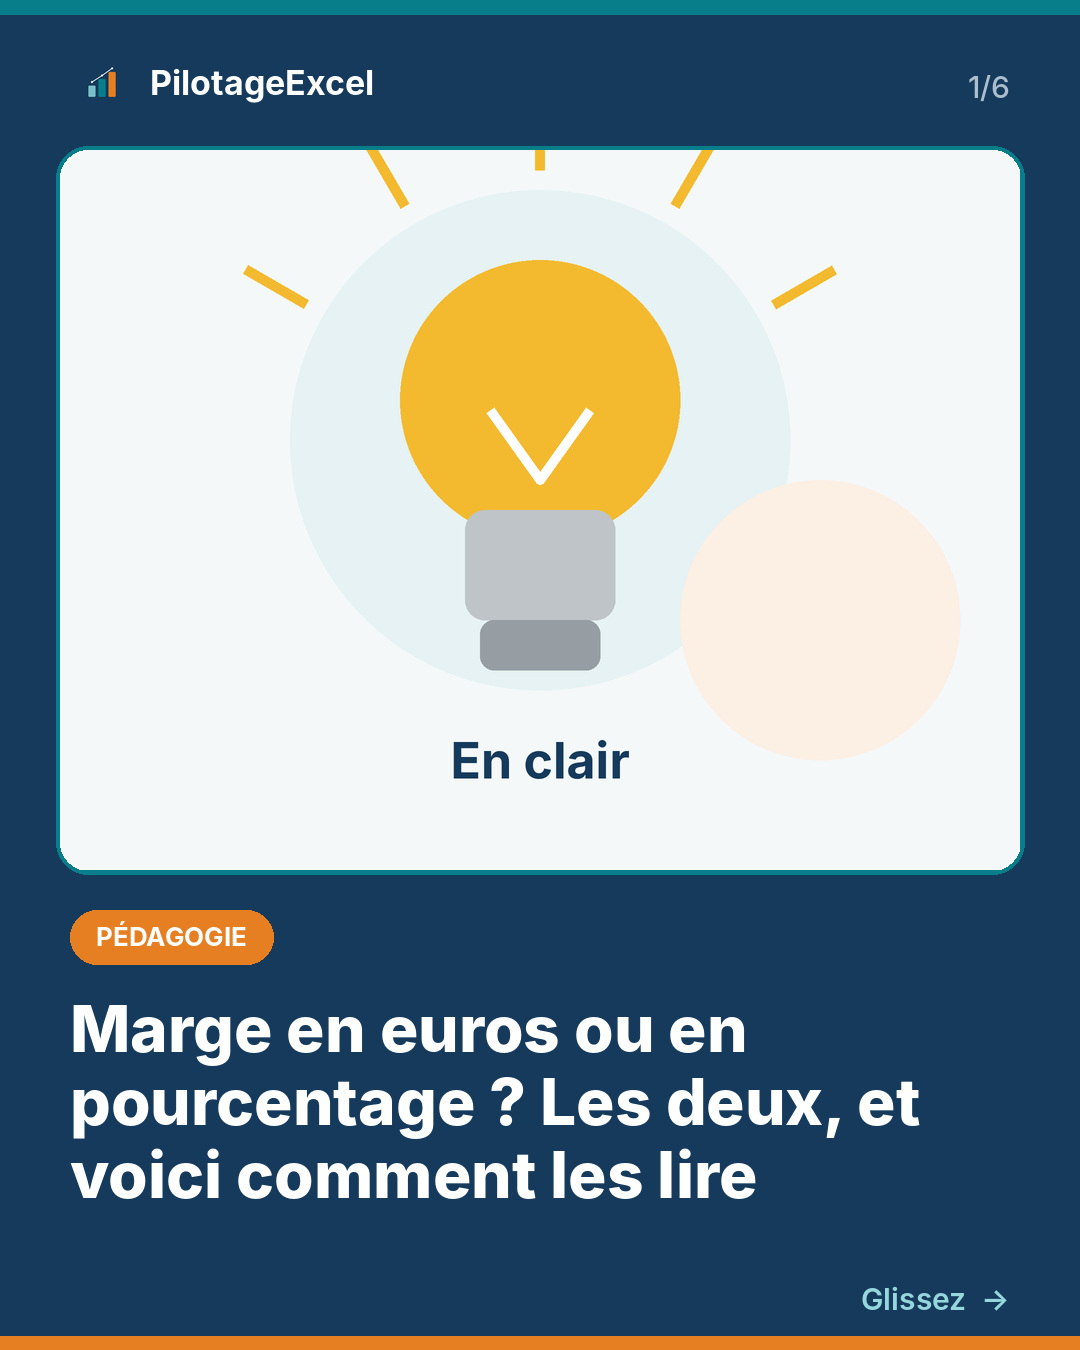 PilotageExcel
1/6
En clair
PÉDAGOGIE
Marge en euros ou en
pourcentage ? Les deux, et
voici comment les lire
Glissez →